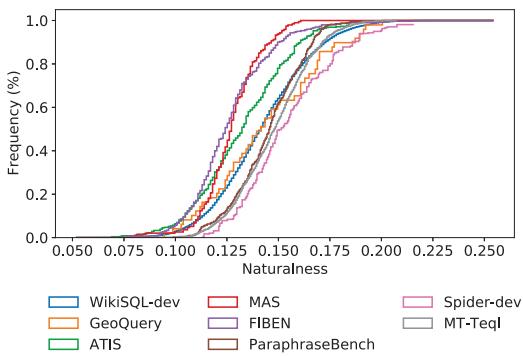 1.0
0.8
0.6
0.4
0.2
0.0
Frequency (%)
0.050 0.075 0.100 0.125 0.150 0.175 0.200 0.225 0.250
Naturalness
WikiSQL-dev MAS Spider-dev
GeoQuery FIBEN MT-Teql
ATIS ParaphraseBench